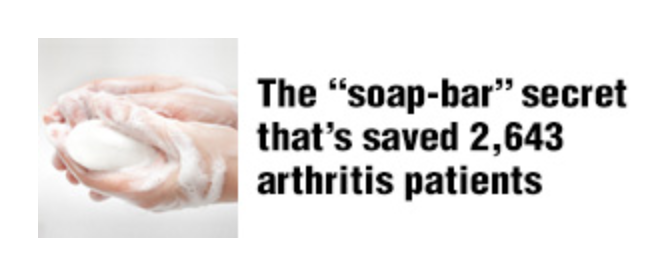 The “soap-bar” secret
that’s saved 2,643
arthritis patients